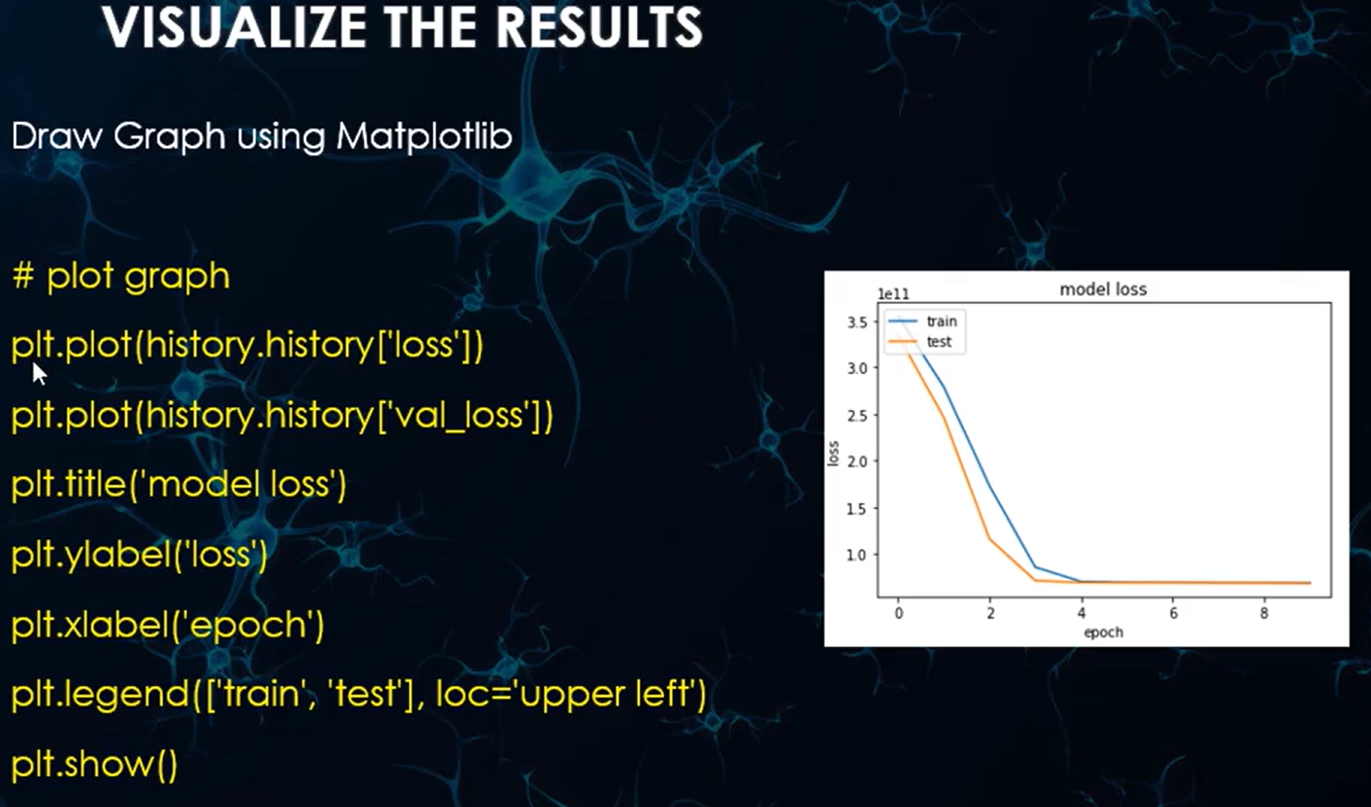 VISUALIZE THE RESULTS
Draw Graph using Matplotlib
# plot graph
plt.plot(history.history['loss'])
plt.plot(history.history['val_loss'])
plt.title('model loss')
plt.ylabel('loss')
plt.xlabel('epoch')
plt.legend(['train', 'test'], loc='upper left')
plt.show()
model loss
1e11
train
test
3.5
3.0
2.5
2.0
1.5
1.0
loss
0 2 4 6 8
epoch